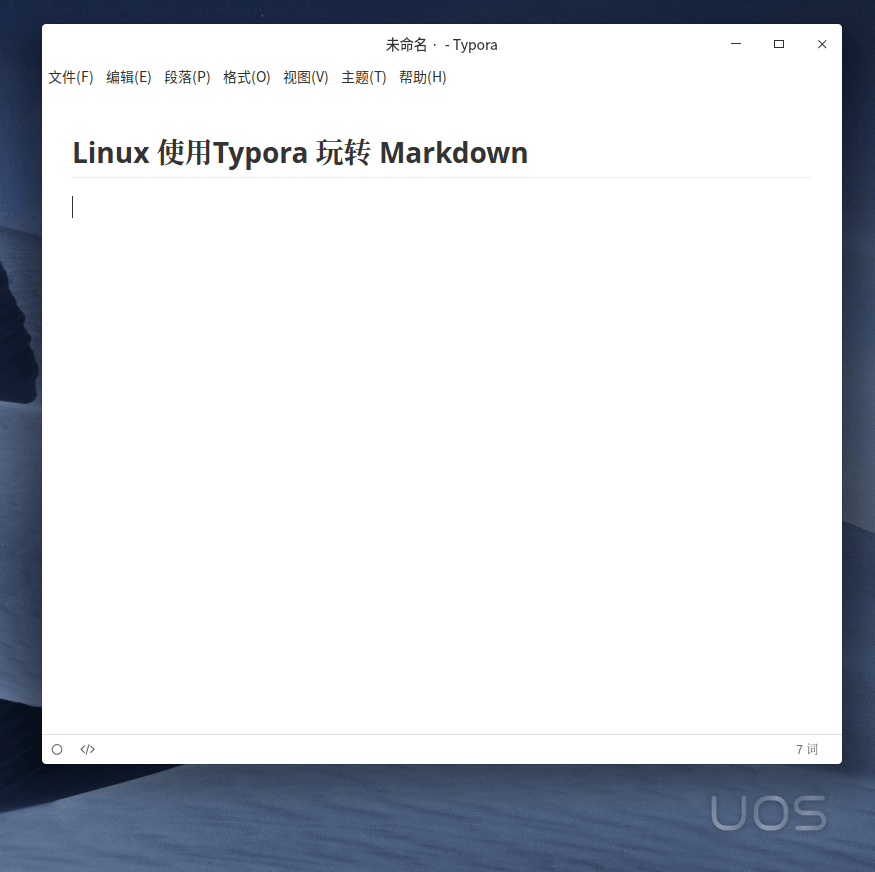 未命名 · - Typora
文件(F) 编辑(E) 段落(P) 格式(O) 视图(V) 主题(T) 帮助(H)
Linux 使用Typora 玩转 Markdown
7 词
UOS